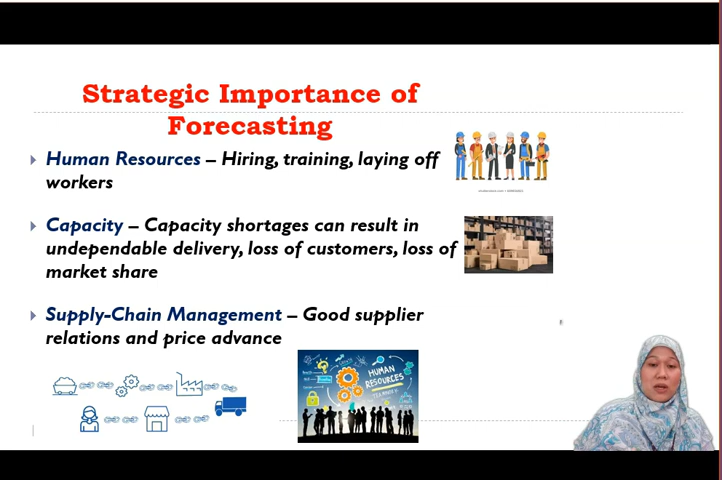 Strategic Importance of
Forecasting
Human Resources – Hiring, training, laying off
workers
Capacity – Capacity shortages can result in
undependable delivery, loss of customers, loss of
market share
Supply-Chain Management – Good supplier
relations and price advance
HUMAN
RESOURCES
TEAMWORK